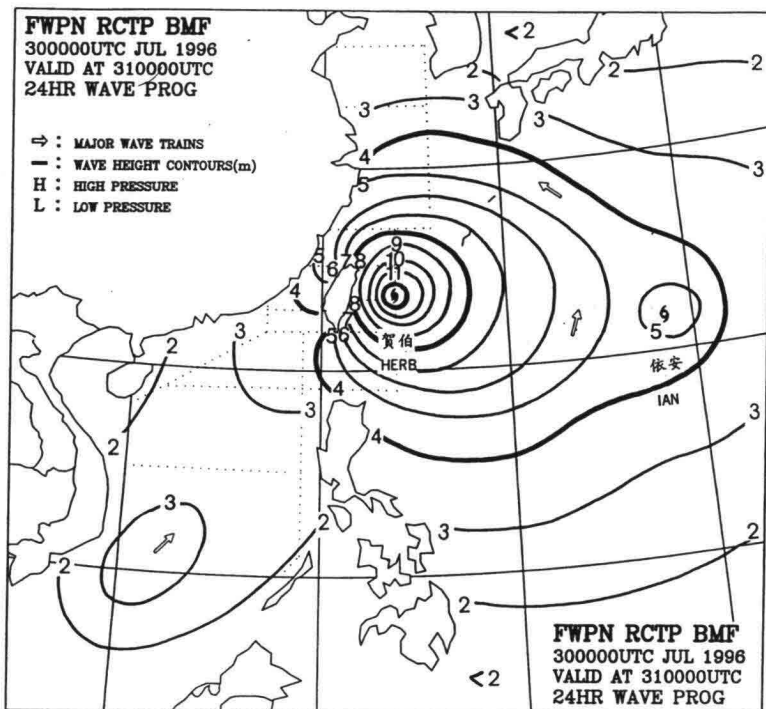 FWPN RCTP BMF
300000UTC JUL 1996
VALID AT 310000UTC
24HR WAVE PROG
⇨ : MAJOR WAVE TRAINS
━ : WAVE HEIGHT CONTOURS(m)
H : HIGH PRESSURE
L : LOW PRESSURE
<2
2
2
2
3
3
3
4
5
5
6
7
8
9
10
11
4
8
5
6
5
賀伯
HERB
依安
IAN
4
4
3
3
2
2
3
3
2
2
2
3
2
<2
FWPN RCTP BMF
300000UTC JUL 1996
VALID AT 310000UTC
24HR WAVE PROG